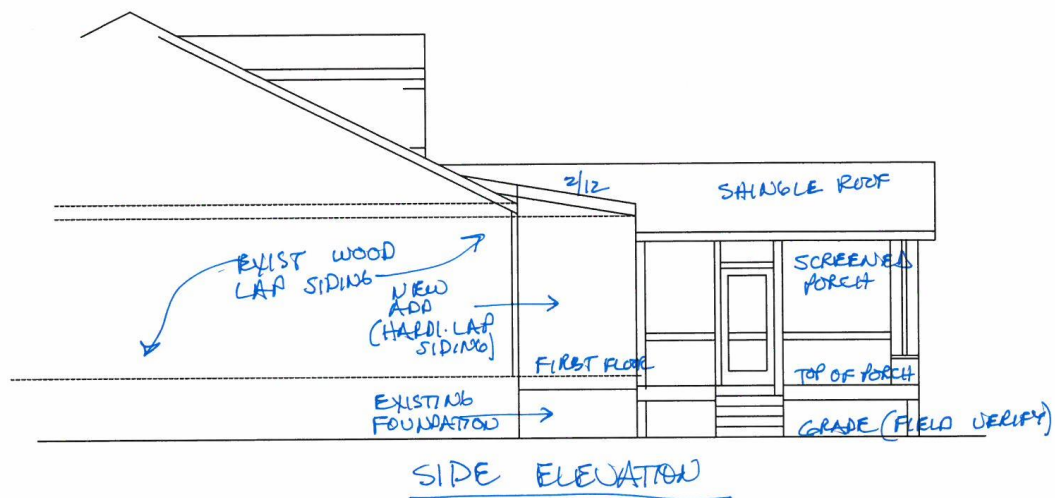 2/12
SHINGLE ROOF
EXIST WOOD
LAP SIDING
NEW
ADD
(HARDI.LAP
SIDING)
SCREENED
PORCH
FIRST FLOOR
TOP OF PORCH
EXISTING
FOUNDATION
GRADE (FIELD VERIFY)
SIDE ELEVATION